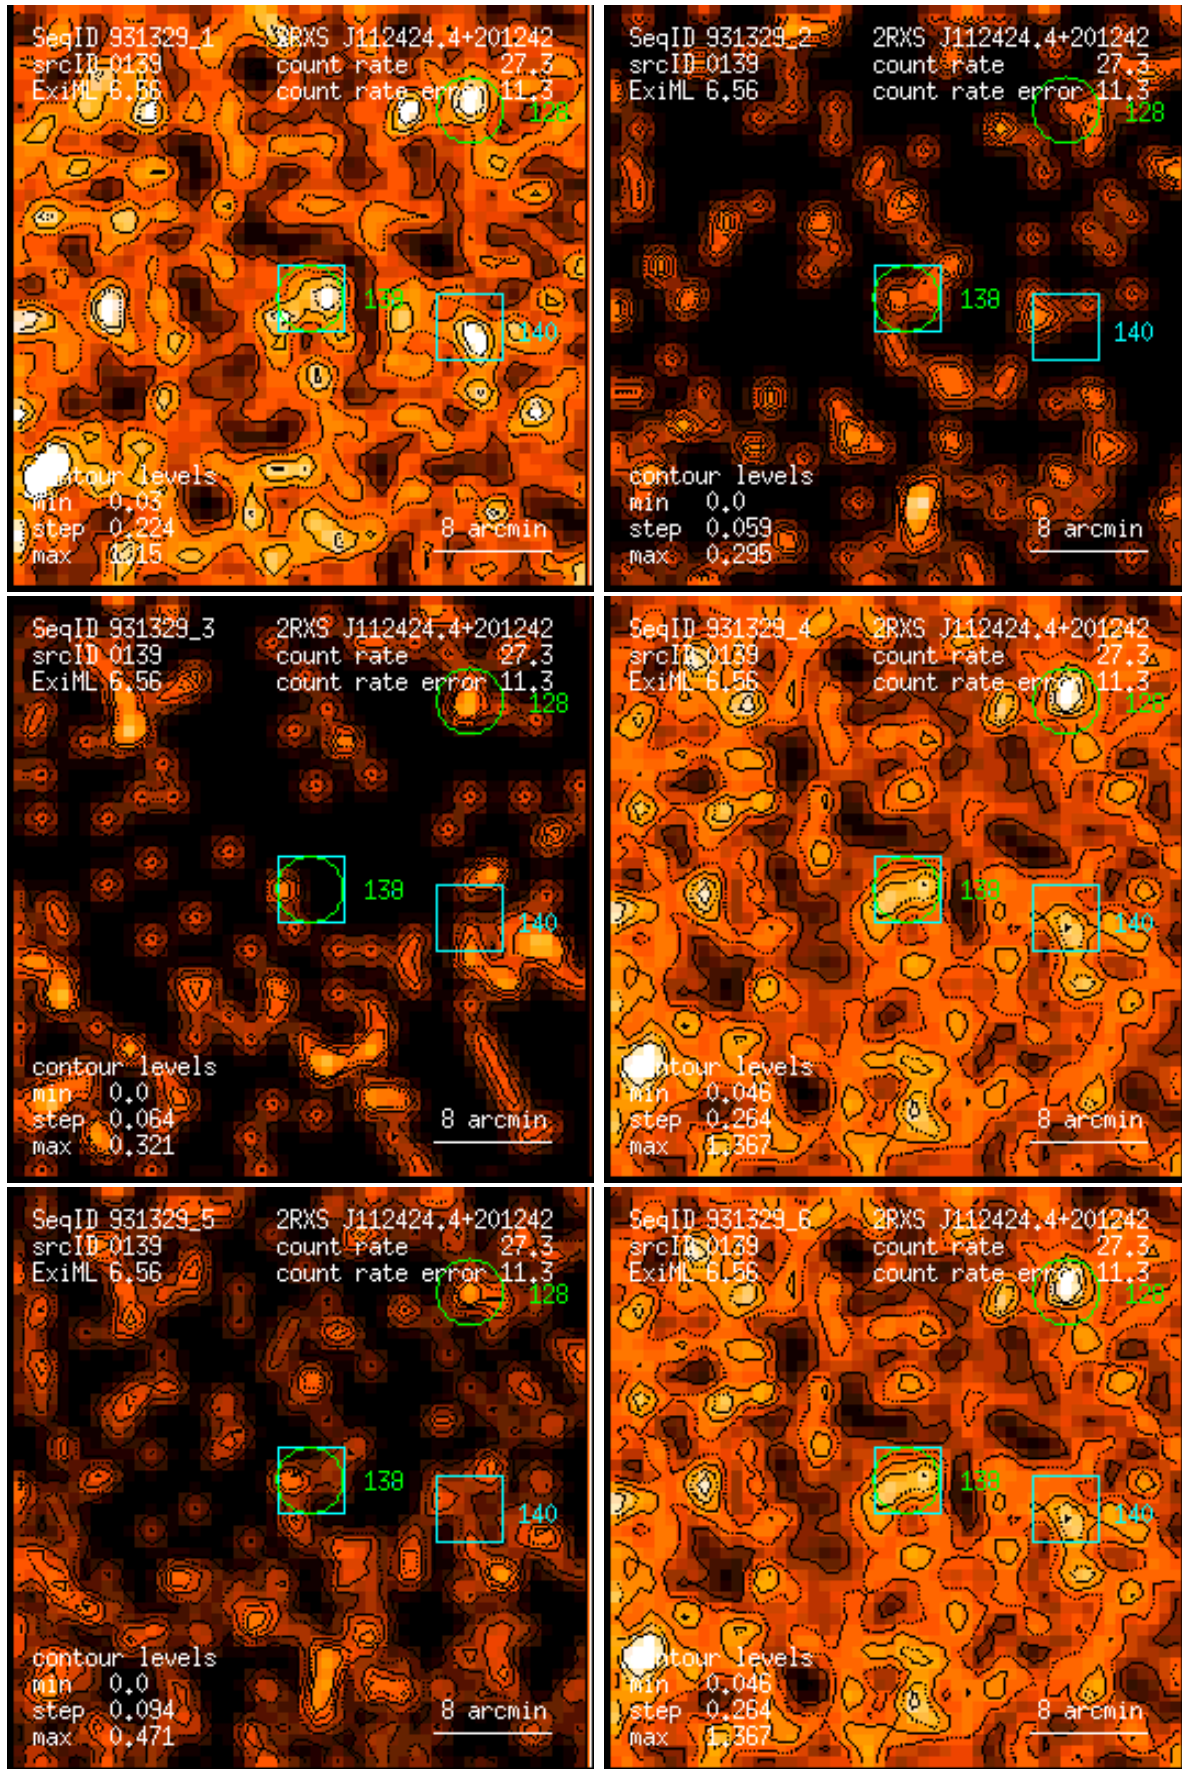 SeqID 931329_1 2RXS J112424.4+201242
srcID 0139 count rate 27.3
ExiML 6.56 count rate error 11.3
128
138
140
contour levels
min 0.03
step 0.224
max 1.15
8 arcmin
SeqID 931329_2 2RXS J112424.4+201242
srcID 0139 count rate 27.3
ExiML 6.56 count rate error 11.3
128
138
140
contour levels
min 0.0
step 0.059
max 0.295
8 arcmin
SeqID 931329_3 2RXS J112424.4+201242
srcID 0139 count rate 27.3
ExiML 6.56 count rate error 11.3
128
138
140
contour levels
min 0.0
step 0.064
max 0.321
8 arcmin
SeqID 931329_4 2RXS J112424.4+201242
srcID 0139 count rate 27.3
ExiML 6.56 count rate error 11.3
128
138
140
contour levels
min 0.046
step 0.264
max 1.367
8 arcmin
SeqID 931329_5 2RXS J112424.4+201242
srcID 0139 count rate 27.3
ExiML 6.56 count rate error 11.3
128
138
140
contour levels
min 0.0
step 0.094
max 0.471
8 arcmin
SeqID 931329_6 2RXS J112424.4+201242
srcID 0139 count rate 27.3
ExiML 6.56 count rate error 11.3
128
138
140
contour levels
min 0.046
step 0.264
max 1.367
8 arcmin